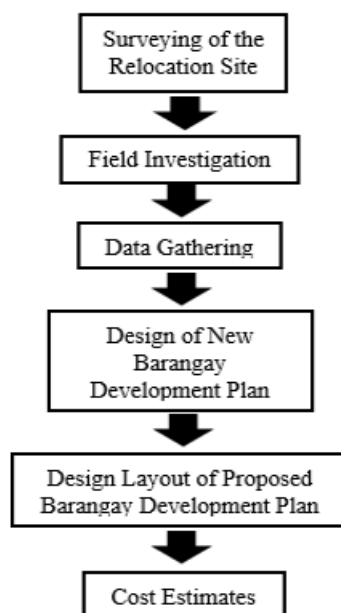 Surveying of the
Relocation Site
Field Investigation
Data Gathering
Design of New
Barangay
Development Plan
Design Layout of Proposed
Barangay Development Plan
Cost Estimates